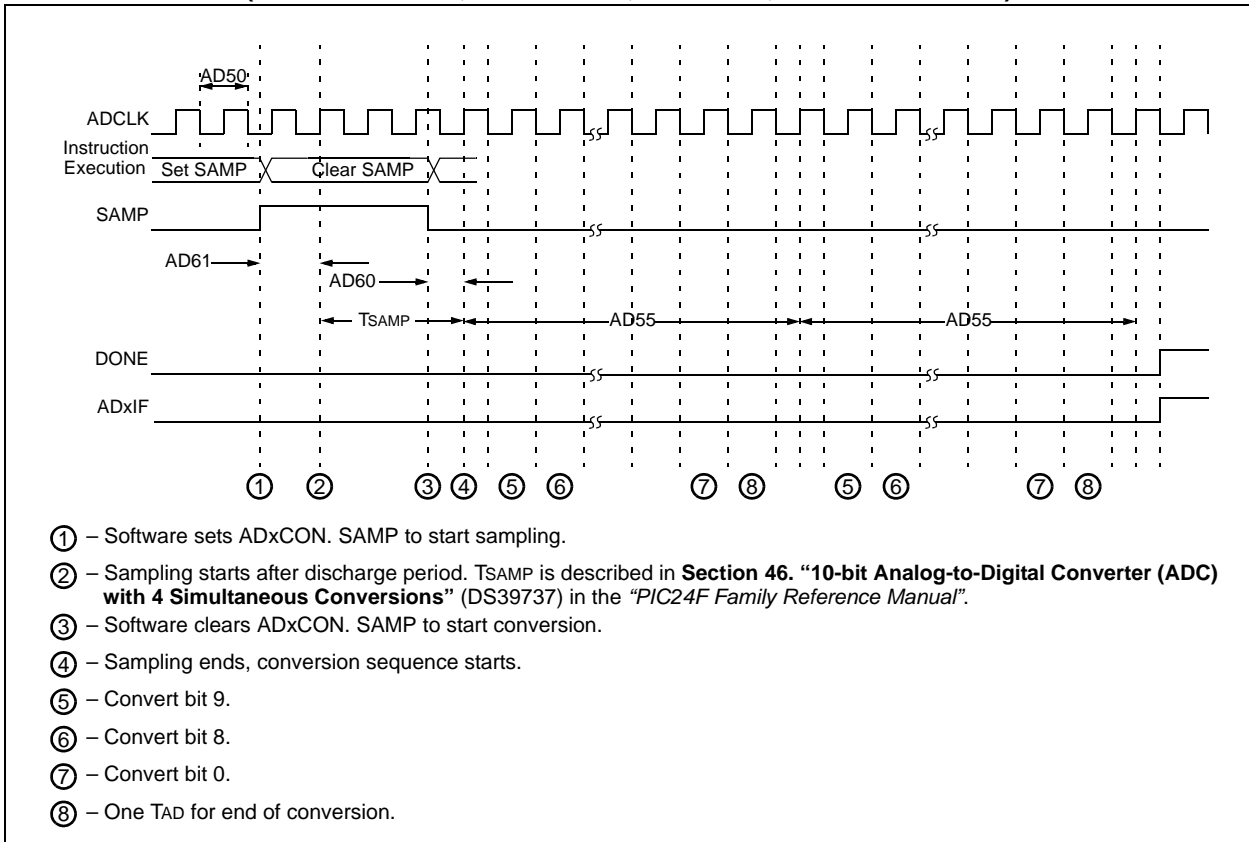 AD50
ADCLK
Instruction
Execution Set SAMP Clear SAMP
SAMP
AD61
AD60
TSAMP AD55 AD55
DONE
ADxIF
1 2 3 4 5 6 7 8 5 6 7 8
1 – Software sets ADxCON. SAMP to start sampling.
2 – Sampling starts after discharge period. TSAMP is described in Section 46. “10-bit Analog-to-Digital Converter (ADC)
with 4 Simultaneous Conversions” (DS39737) in the “PIC24F Family Reference Manual”.
3 – Software clears ADxCON. SAMP to start conversion.
4 – Sampling ends, conversion sequence starts.
5 – Convert bit 9.
6 – Convert bit 8.
7 – Convert bit 0.
8 – One TAD for end of conversion.